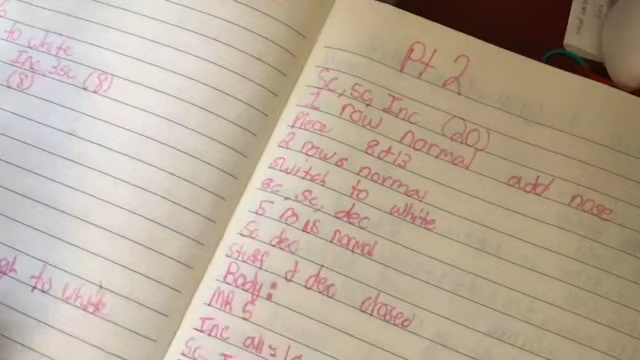 to white
Inc 3sc (8)
(8)
to white
Pt 2
Sc, sc, Inc (20)
1 row normal add nose
Place 8&13
2 rows normal
switch to white
sc, sc, dec
5 rows normal
Sc dec
Stuff & dec closed
Body:
MR 5
Inc all =
Sc